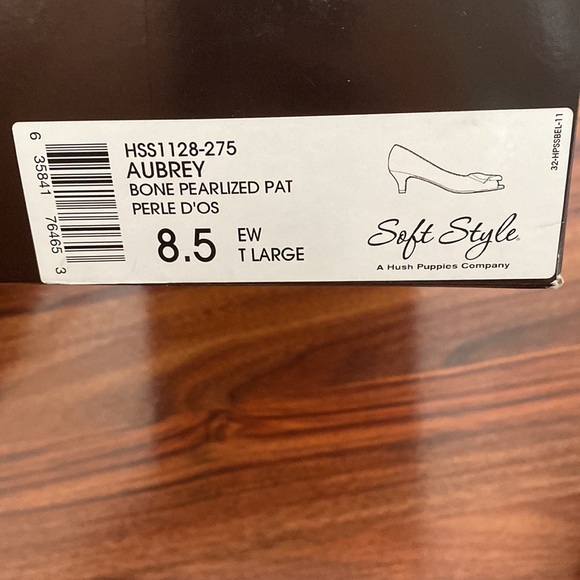 HSS1128-275
AUBREY
BONE PEARLIZED PAT
PERLE D'OS
8.5 EW
T LARGE
6 35841 76465 3
Soft Style
A Hush Puppies Company
32-HPSSBEL-11